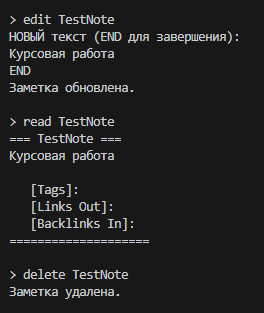 > edit TestNote
НОВЫЙ текст (END для завершения):
Курсовая работа
END
Заметка обновлена.

> read TestNote
=== TestNote ===
Курсовая работа

   [Tags]:
   [Links Out]:
   [Backlinks In]:
====================

> delete TestNote
Заметка удалена.